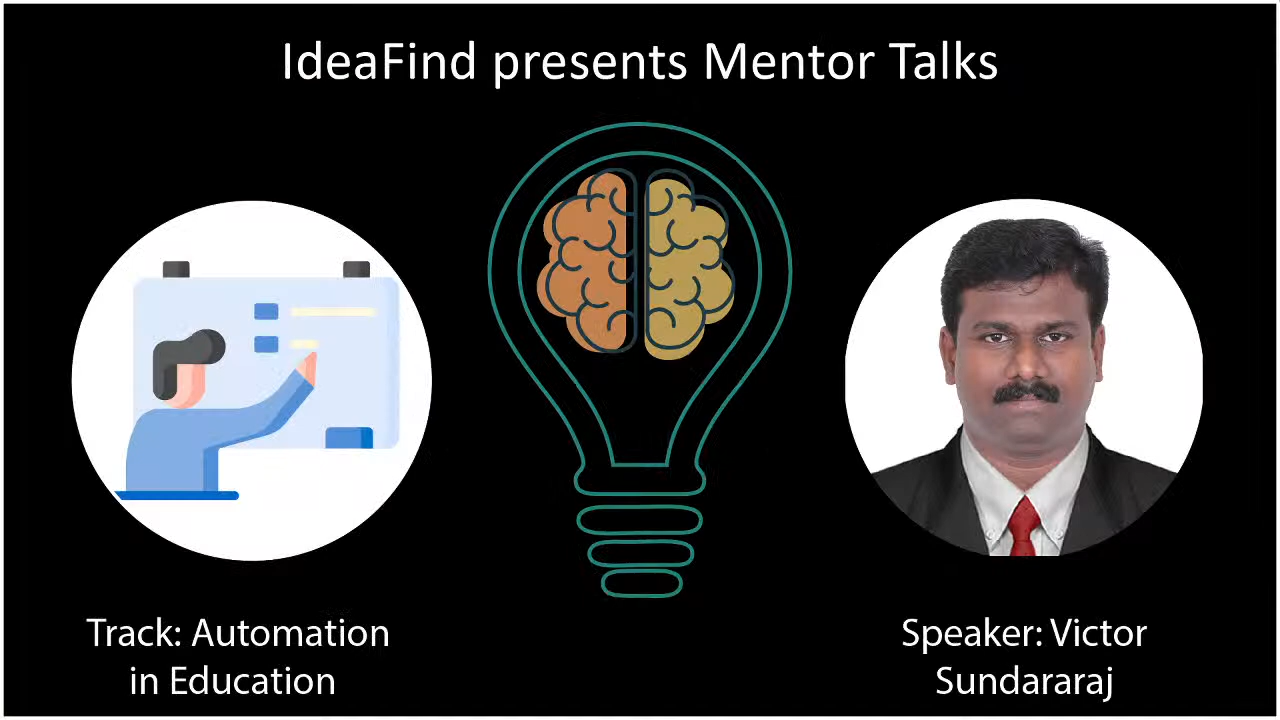 IdeaFind presents Mentor Talks
Track: Automation
in Education
Speaker: Victor
Sundararaj